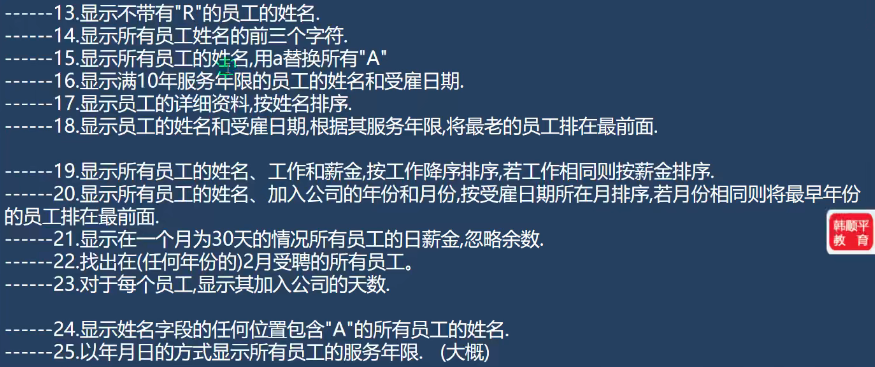 ------13.显示不带有"R"的员工的姓名.
------14.显示所有员工姓名的前三个字符.
------15.显示所有员工的姓名,用a替换所有"A"
------16.显示满10年服务年限的员工的姓名和受雇日期.
------17.显示员工的详细资料,按姓名排序.
------18.显示员工的姓名和受雇日期,根据其服务年限,将最老的员工排在最前面.
------19.显示所有员工的姓名、工作和薪金,按工作降序排序,若工作相同则按薪金排序.
------20.显示所有员工的姓名、加入公司的年份和月份,按受雇日期所在月排序,若月份相同则将最早年份
的员工排在最前面.
------21.显示在一个月为30天的情况所有员工的日薪金,忽略余数.
------22.找出在(任何年份的)2月受聘的所有员工。
------23.对于每个员工,显示其加入公司的天数.
------24.显示姓名字段的任何位置包含"A"的所有员工的姓名.
------25.以年月日的方式显示所有员工的服务年限. (大概)
韩顺平
教育